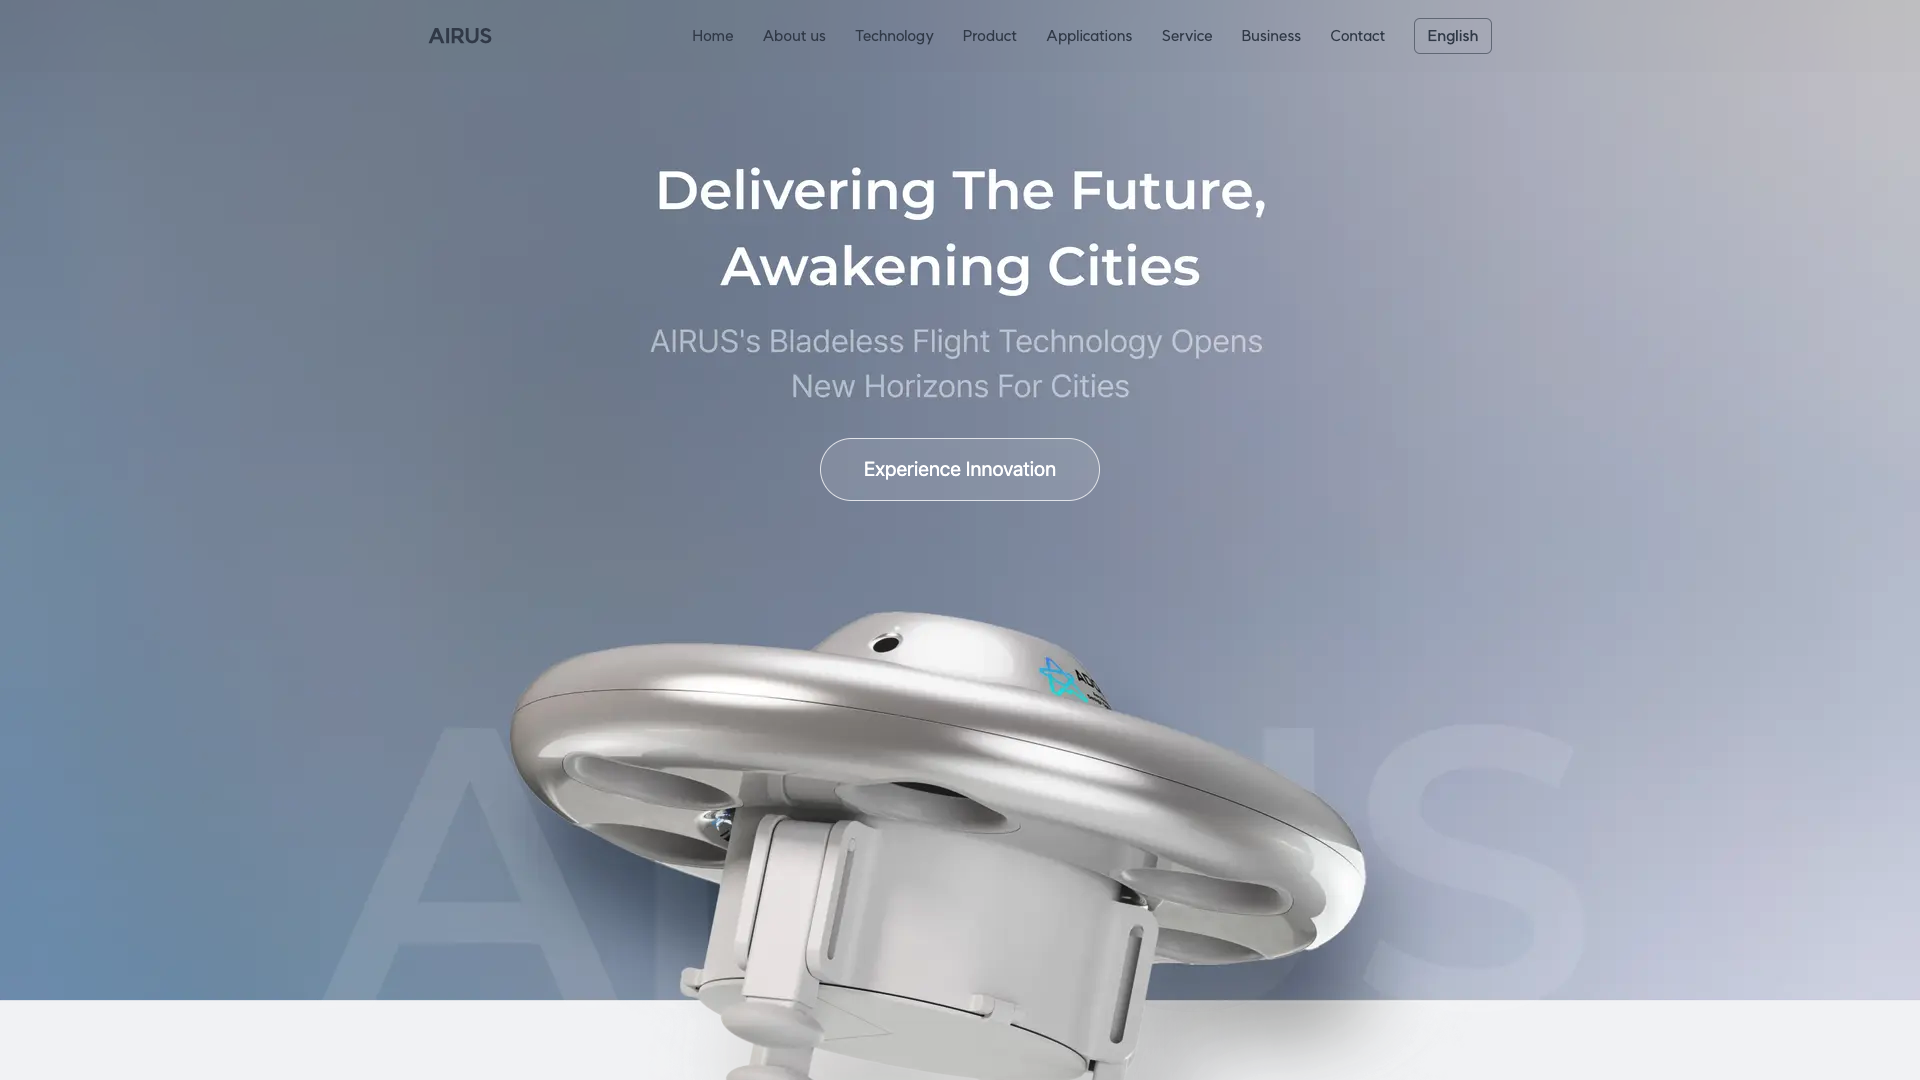 AIRUS
Home
About us
Technology
Product
Applications
Service
Business
Contact
English
Delivering The Future,
Awakening Cities
AIRUS's Bladeless Flight Technology Opens
New Horizons For Cities
Experience Innovation